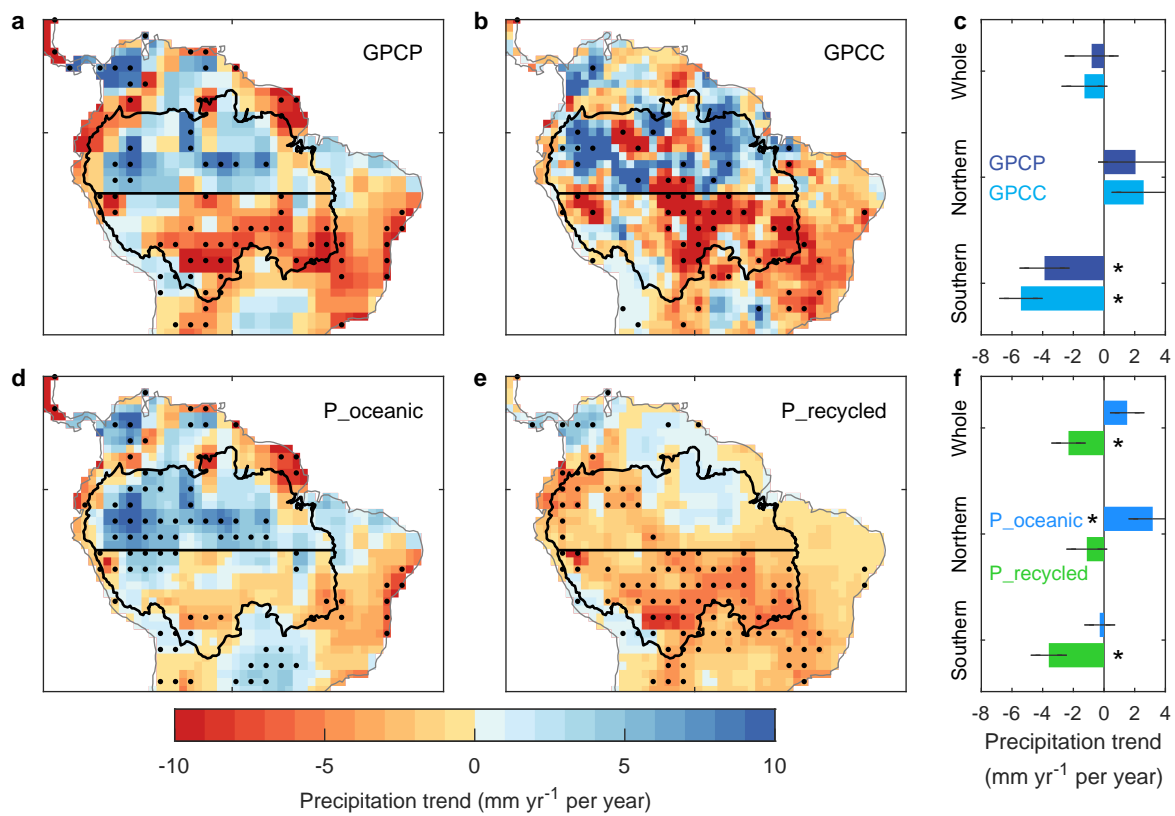 a
GPCP
b
GPCC
c
Whole
Northern
Southern
GPCP
GPCC
*
*
-8 -6 -4 -2 0 2 4
d
P_oceanic
e
P_recycled
f
Whole
Northern
Southern
*
P_oceanic *
P_recycled
*
-8 -6 -4 -2 0 2 4
Precipitation trend
(mm yr⁻¹ per year)
-10 -5 0 5 10
Precipitation trend (mm yr⁻¹ per year)